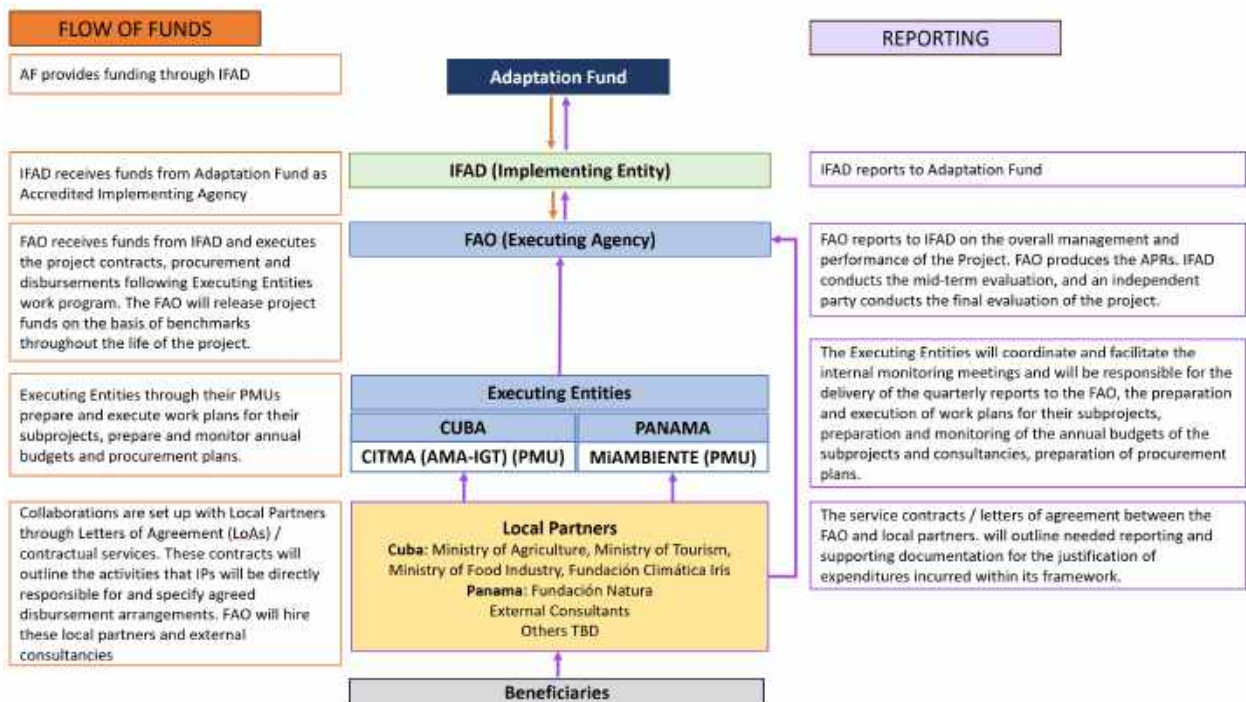 FLOW OF FUNDS
AF provides funding through IFAD
IFAD receives funds from Adaptation Fund as
Accredited Implementing Agency
FAO receives funds from IFAD and executes
the project contracts, procurement and
disbursements following Executing Entities
work program. The FAO will release project
funds on the basis of benchmarks
throughout the life of the project.
Executing Entities through their PMUs
prepare and execute work plans for their
subprojects, prepare and monitor annual
budgets and procurement plans.
Collaborations are set up with Local Partners
through Letters of Agreement (LoAs) /
contractual services. These contracts will
outline the activities that IPs will be directly
responsible for and specify agreed
disbursement arrangements. FAO will hire
these local partners and external
consultancies
Adaptation Fund
IFAD (Implementing Entity)
FAO (Executing Agency)
Executing Entities
CUBA
PANAMA
CITMA (AMA-IGT) (PMU)
MiAMBIENTE (PMU)
Local Partners
Cuba: Ministry of Agriculture, Ministry of Tourism,
Ministry of Food Industry, Fundación Climática Iris
Panama: Fundación Natura
External Consultants
Others TBD
Beneficiaries
REPORTING
IFAD reports to Adaptation Fund
FAO reports to IFAD on the overall management and
performance of the Project. FAO produces the APRs. IFAD
conducts the mid-term evaluation, and an independent
party conducts the final evaluation of the project.
The Executing Entities will coordinate and facilitate the
internal monitoring meetings and will be responsible for the
delivery of the quarterly reports to the FAO, the preparation
and execution of work plans for their subprojects,
preparation and monitoring of the annual budgets of the
subprojects and consultancies, preparation of procurement
plans.
The service contracts / letters of agreement between the
FAO and local partners. will outline needed reporting and
supporting documentation for the justification of
expenditures incurred within its framework.